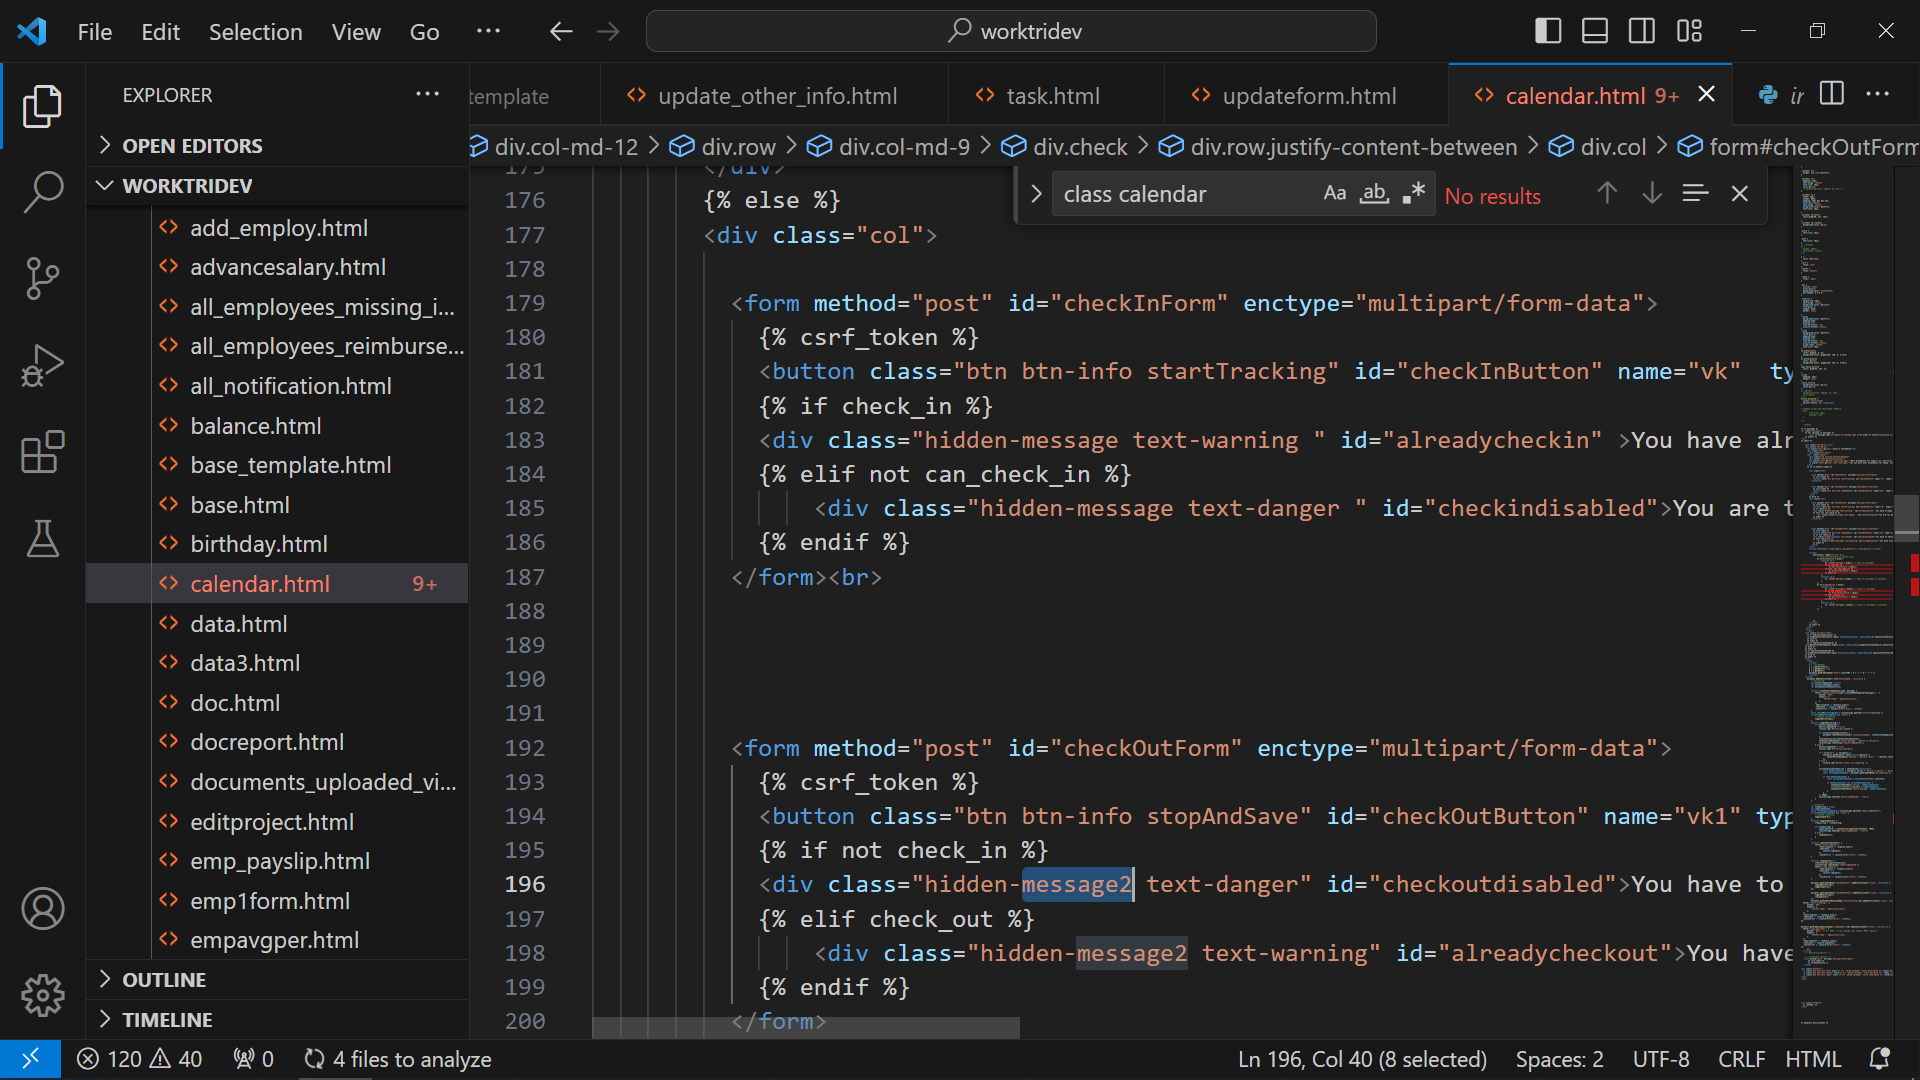 File Edit Selection View Go ··· worktridev
EXPLORER ···
template update_other_info.html task.html updateform.html calendar.html 9+ ir ···
div.col-md-12 > div.row > div.col-md-9 > div.check > div.row.justify-content-between > div.col > form#checkOutForm
class calendar Aa ab .* No results
OPEN EDITORS
WORKTRIDEV
add_employ.html
advancesalary.html
all_employees_missing_i...
all_employees_reimburse...
all_notification.html
balance.html
base_template.html
base.html
birthday.html
calendar.html 9+
data.html
data3.html
doc.html
docreport.html
documents_uploaded_vi...
editproject.html
emp_payslip.html
emp1form.html
empavgper.html
OUTLINE
TIMELINE
175 </div>
176 {% else %}
177 <div class="col">
178
179 <form method="post" id="checkInForm" enctype="multipart/form-data">
180 {% csrf_token %}
181 <button class="btn btn-info startTracking" id="checkInButton" name="vk" ty
182 {% if check_in %}
183 <div class="hidden-message text-warning " id="alreadycheckin" >You have alr
184 {% elif not can_check_in %}
185 <div class="hidden-message text-danger " id="checkindisabled">You are t
186 {% endif %}
187 </form><br>
188
189
190
191
192 <form method="post" id="checkOutForm" enctype="multipart/form-data">
193 {% csrf_token %}
194 <button class="btn btn-info stopAndSave" id="checkOutButton" name="vk1" typ
195 {% if not check_in %}
196 <div class="hidden-message2 text-danger" id="checkoutdisabled">You have to
197 {% elif check_out %}
198 <div class="hidden-message2 text-warning" id="alreadycheckout">You have
199 {% endif %}
200 </form>
120 40 0 4 files to analyze Ln 196, Col 40 (8 selected) Spaces: 2 UTF-8 CRLF HTML